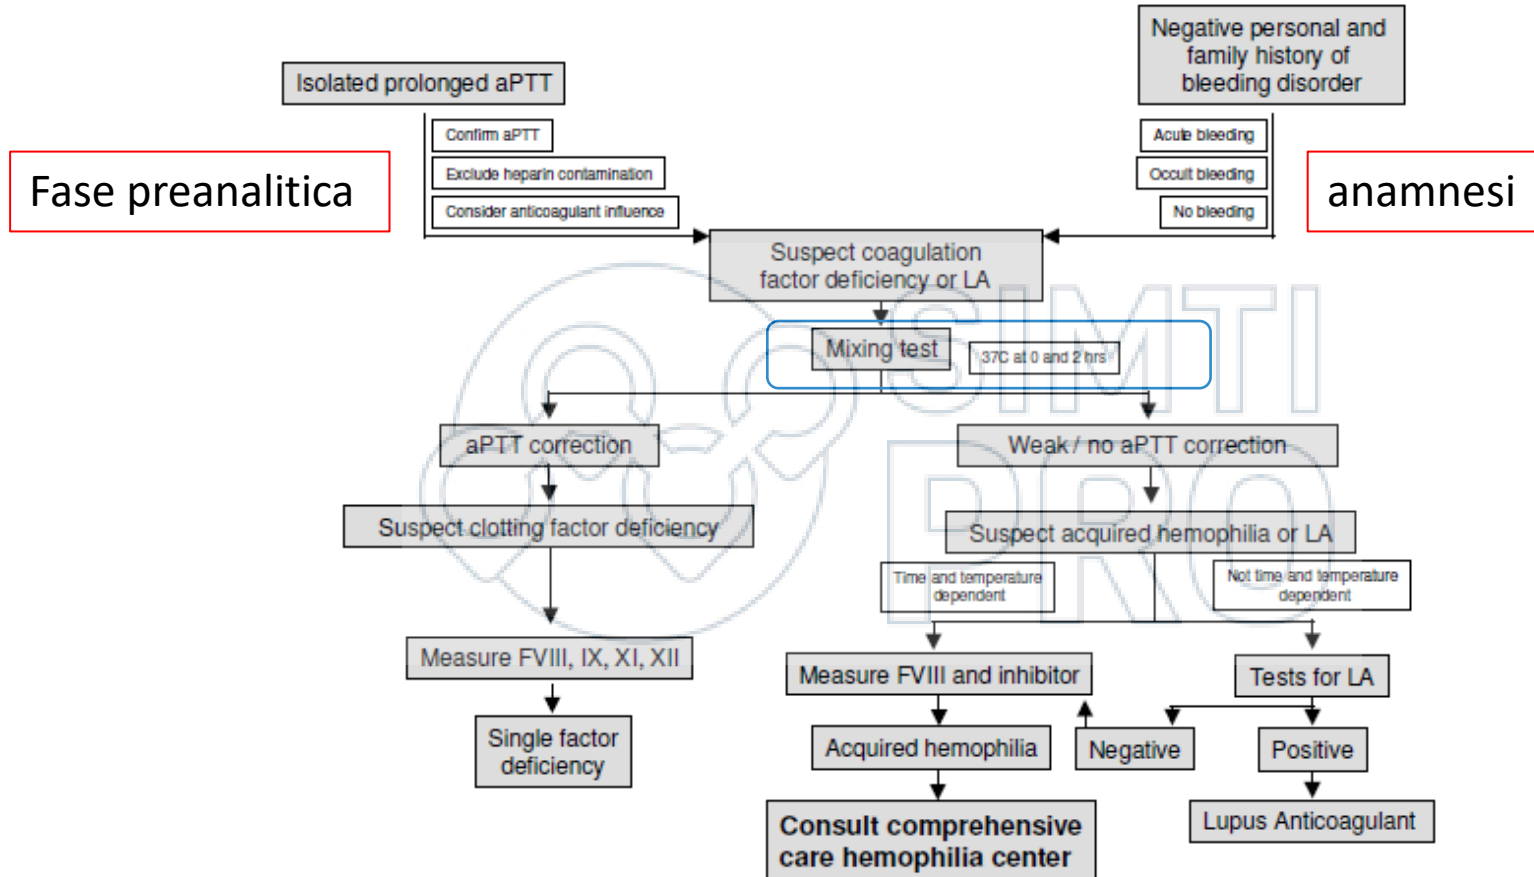 Isolated prolonged aPTT
Negative personal and
family history of
bleeding disorder
Confirm aPTT
Exclude heparin contamination
Consider anticoagulant influence
Acute bleeding
Occult bleeding
No bleeding
Fase preanalitica
anamnesi
Suspect coagulation
factor deficiency or LA
Mixing test
37C at 0 and 2 hrs
aPTT correction
Weak / no aPTT correction
Suspect clotting factor deficiency
Suspect acquired hemophilia or LA
Time and temperature
dependent
Not time and temperature
dependent
Measure FVIII, IX, XI, XII
Measure FVIII and inhibitor
Tests for LA
Single factor
deficiency
Acquired hemophilia
Negative
Positive
Consult comprehensive
care hemophilia center
Lupus Anticoagulant
SIMTI
PRO